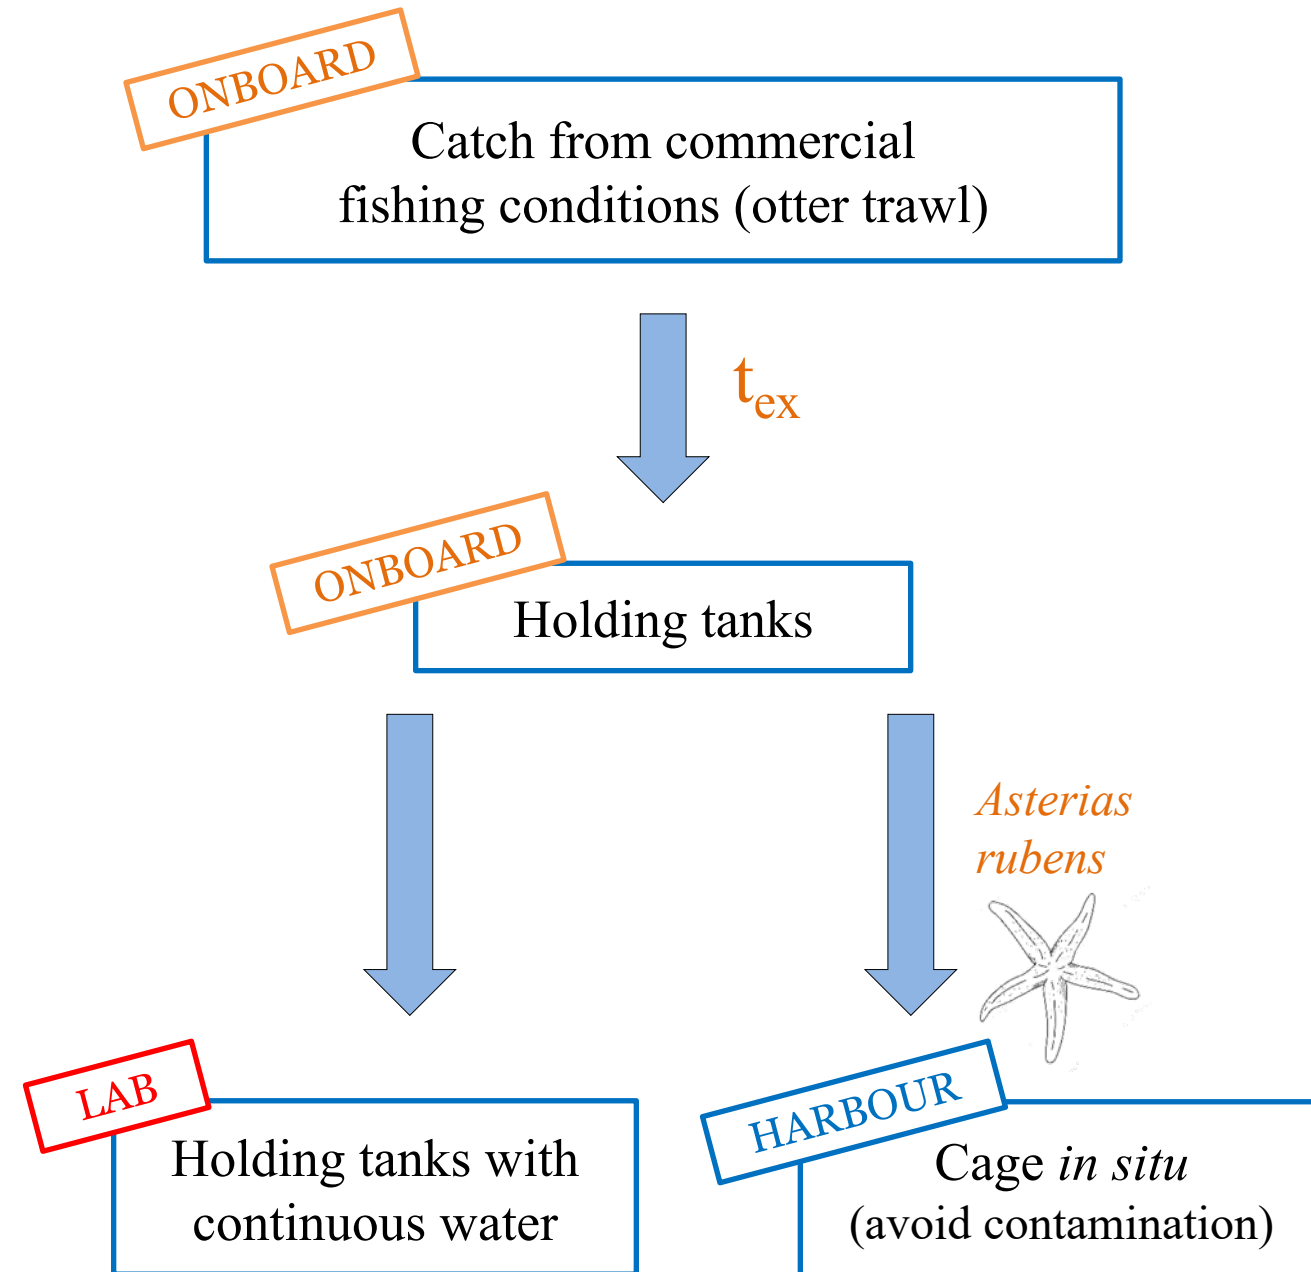 ONBOARD
Catch from commercial
fishing conditions (otter trawl)
tex
ONBOARD
Holding tanks
Asterias
rubens
LAB
Holding tanks with
continuous water
HARBOUR
Cage in situ
(avoid contamination)